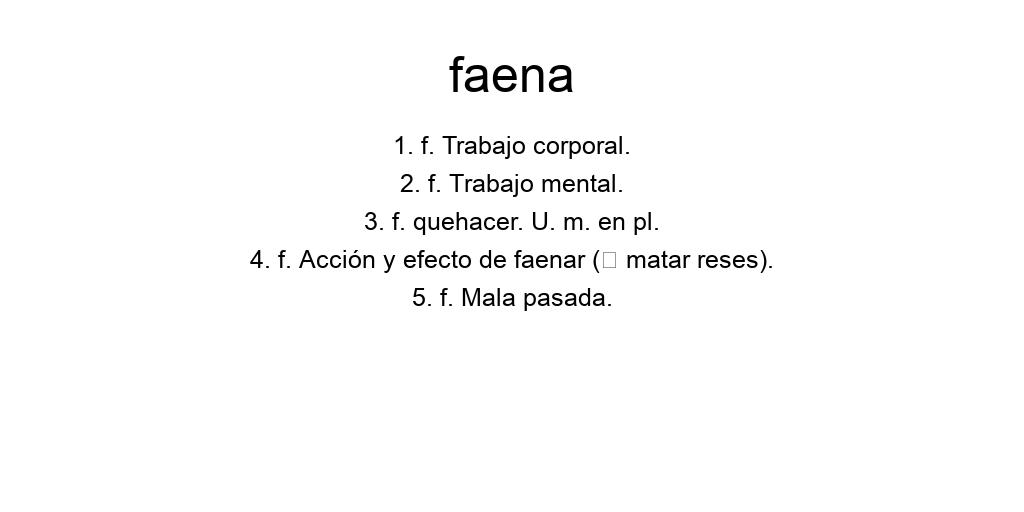 faena
1. f. Trabajo corporal.
2. f. Trabajo mental.
3. f. quehacer. U. m. en pl.
4. f. Acción y efecto de faenar (▯ matar reses).
5. f. Mala pasada.